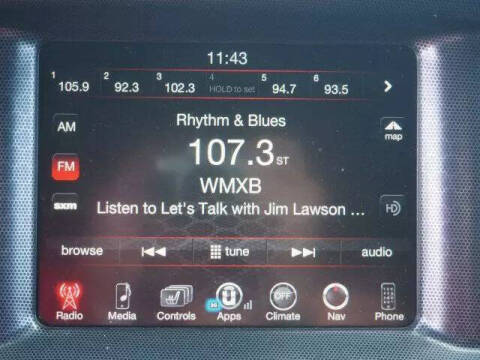 11:43
1 105.9 2 92.3 3 102.3 4 HOLD to set 5 94.7 6 93.5
Rhythm & Blues
AM
map
107.3 ST
FM
WMXB
sxm
Listen to Let's Talk with Jim Lawson ...
HD
browse tune audio
OFF
Radio Media Controls Apps Climate Nav Phone